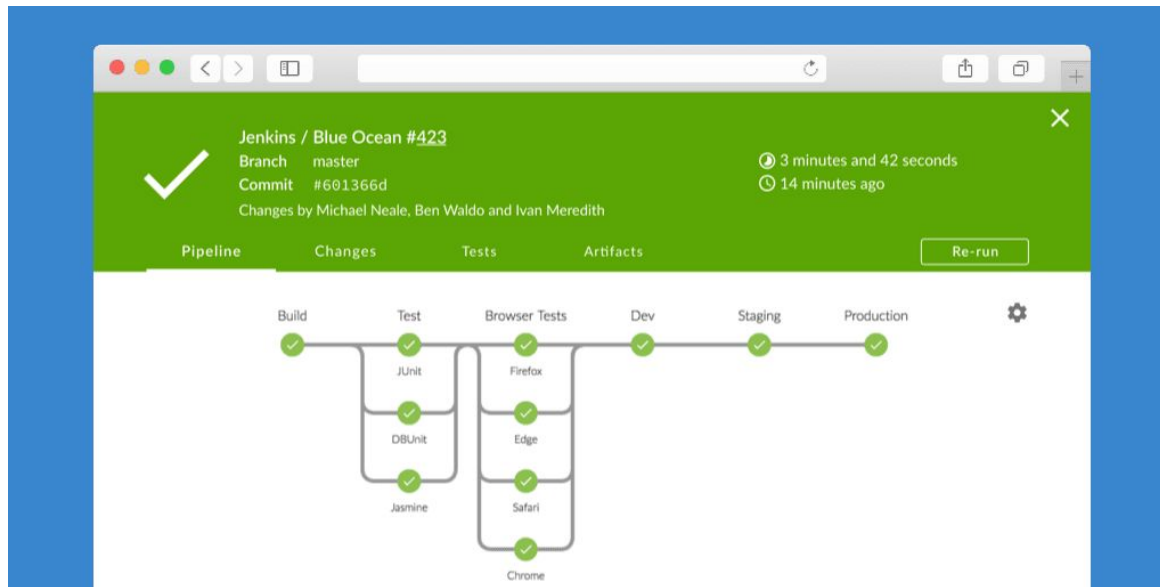 Jenkins / Blue Ocean #423
Branch master
Commit #601366d
Changes by Michael Neale, Ben Waldo and Ivan Meredith
3 minutes and 42 seconds
14 minutes ago
Pipeline Changes Tests Artifacts Re-run
Build Test Browser Tests Dev Staging Production
JUnit Firefox
DBUnit Edge
Jasmine Safari
Chrome